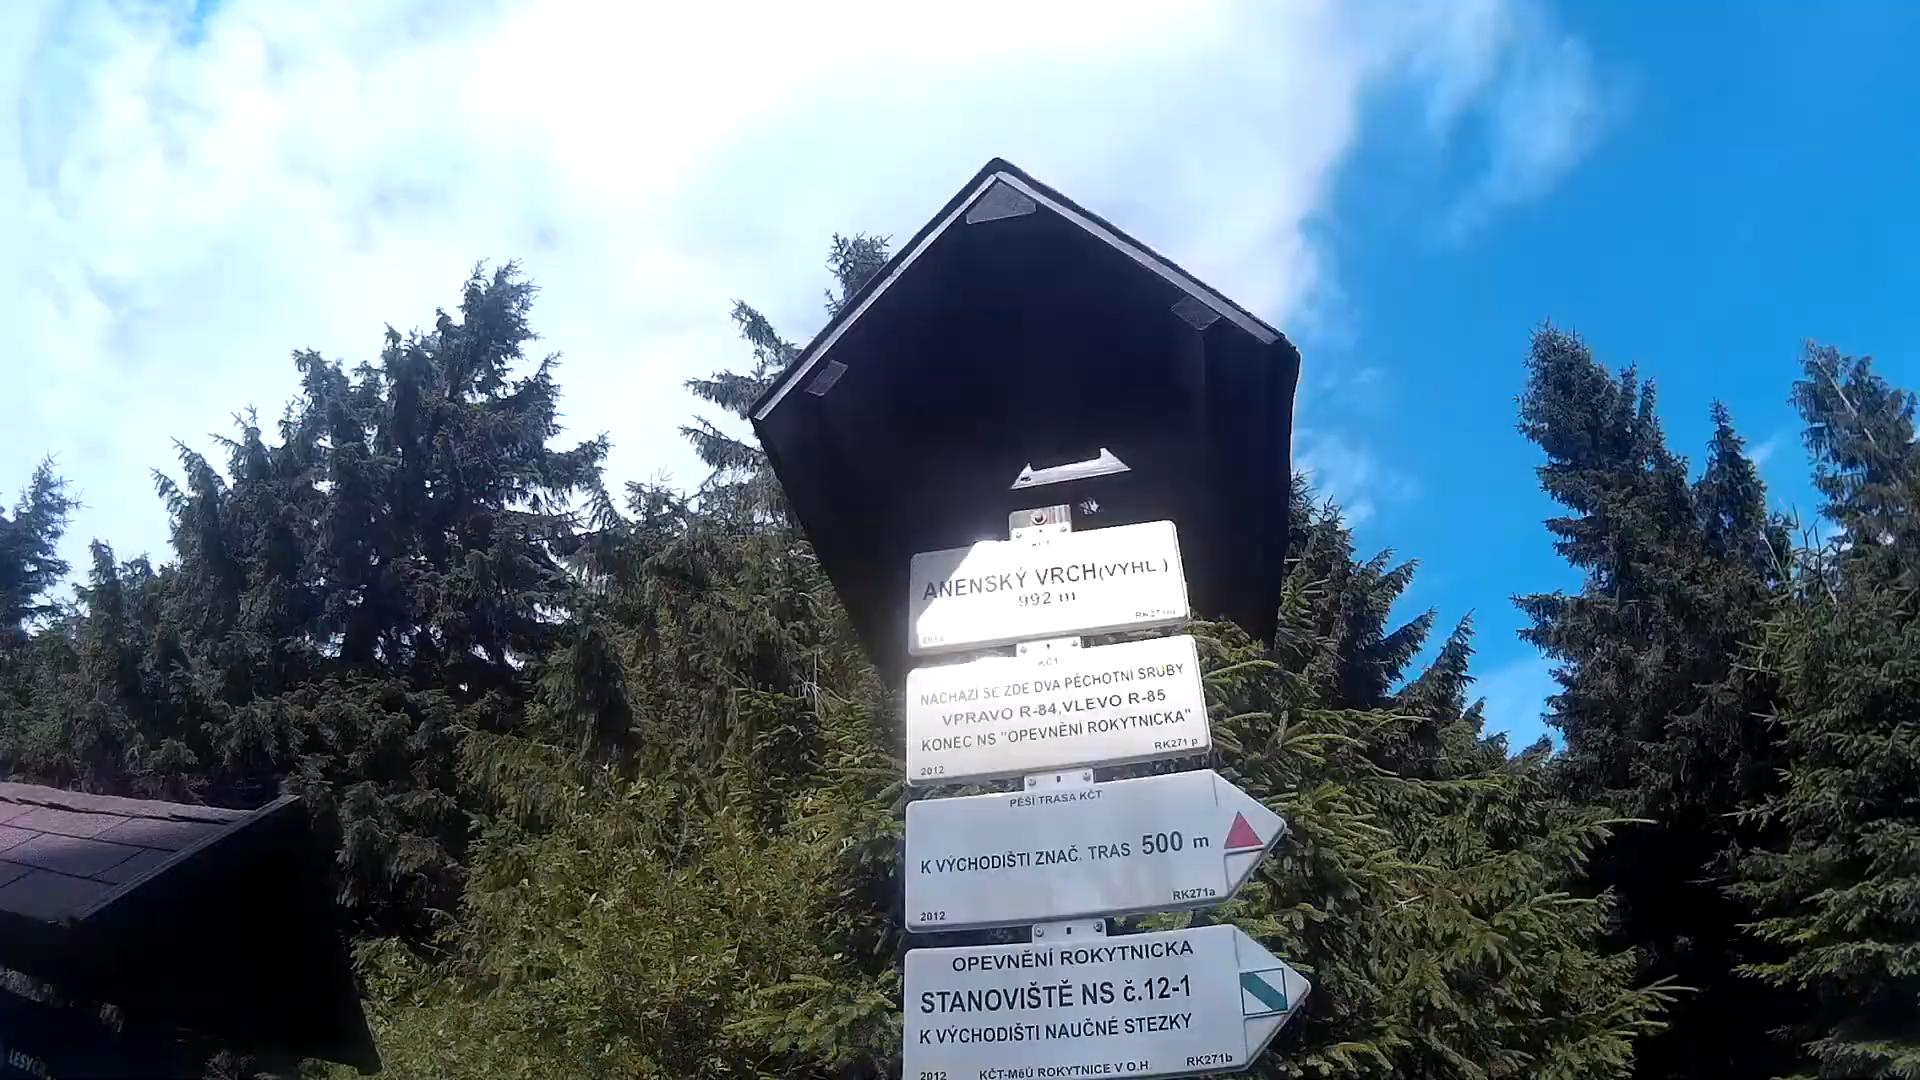 KČT
ANENSKÝ VRCH (VYHL.)
992 m
RK271m
KČT
NACHÁZÍ SE ZDE DVA PĚCHOTNÍ SRUBY
VPRAVO R-84,VLEVO R-85
KONEC NS "OPEVNĚNÍ ROKYTNICKA"
RK271 p
2012
PĚŠÍ TRASA KČT
K VÝCHODIŠTI ZNAČ. TRAS 500 m
RK271a
2012
OPEVNĚNÍ ROKYTNICKA
STANOVIŠTĚ NS č.12-1
K VÝCHODIŠTI NAUČNÉ STEZKY
2012 KČT-MěÚ ROKYTNICE V O.H. RK271b